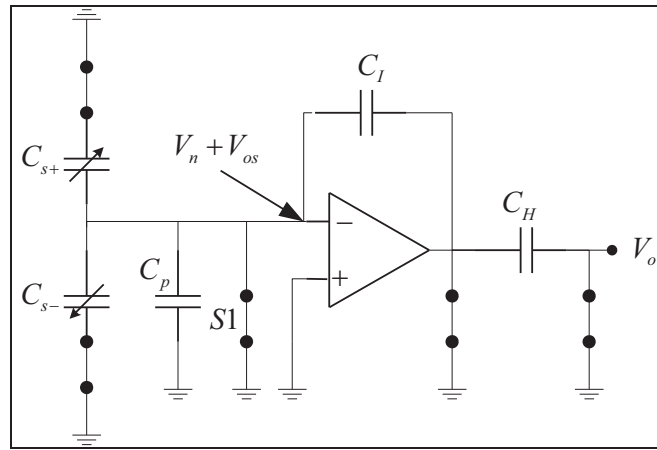 C_I
V_n + V_os
C_s+
C_H
−
V_o
C_p
C_s−
+
S1